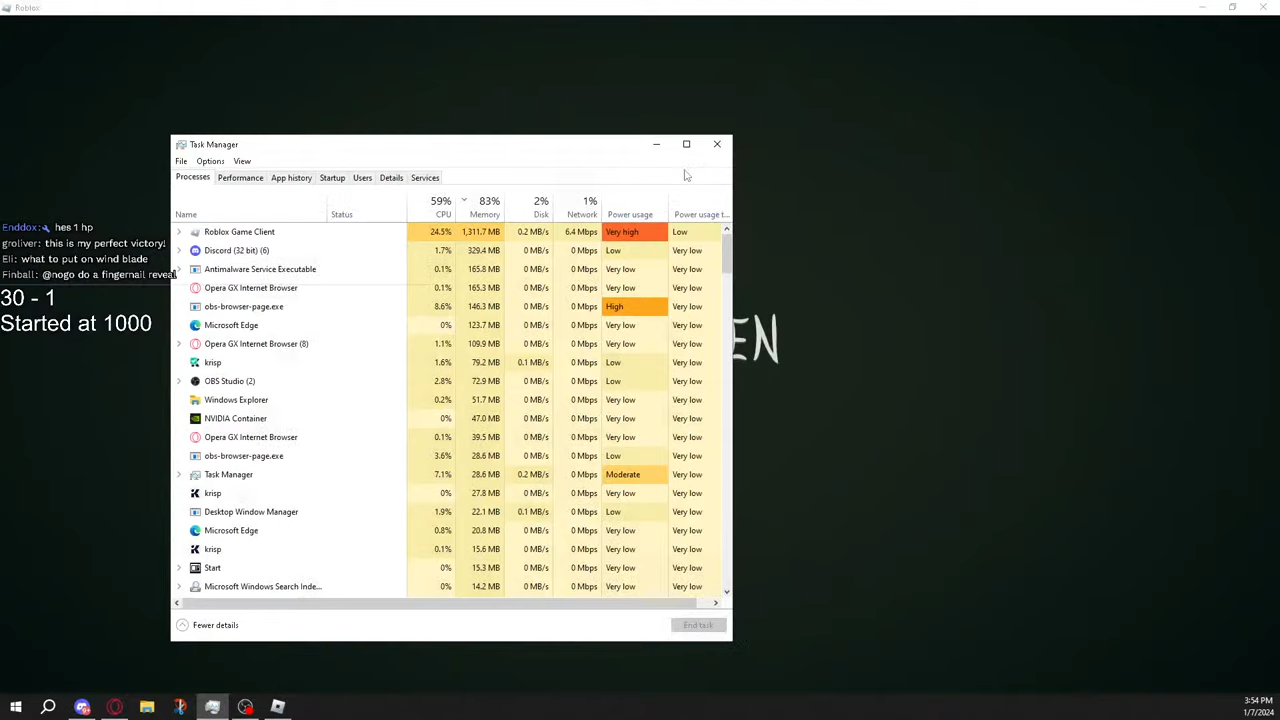 Roblox
Task Manager
File Options View
Processes Performance App history Startup Users Details Services
59% 83% 2% 1%
Name Status CPU Memory Disk Network Power usage Power usage t...
Roblox Game Client 24.5% 1,311.7 MB 0.2 MB/s 6.4 Mbps Very high Low
Discord (32 bit) (6) 1.7% 329.4 MB 0 MB/s 0 Mbps Low Very low
Antimalware Service Executable 0.1% 165.8 MB 0 MB/s 0 Mbps Very low Very low
Opera GX Internet Browser 0.1% 165.3 MB 0 MB/s 0 Mbps Very low Very low
obs-browser-page.exe 8.6% 146.3 MB 0 MB/s 0 Mbps High Very low
Microsoft Edge 0% 123.7 MB 0 MB/s 0 Mbps Very low Very low
Opera GX Internet Browser (8) 1.1% 109.9 MB 0 MB/s 0 Mbps Very low Very low
krisp 1.6% 79.2 MB 0.1 MB/s 0 Mbps Low Very low
OBS Studio (2) 2.8% 72.9 MB 0 MB/s 0 Mbps Low Very low
Windows Explorer 0.2% 51.7 MB 0 MB/s 0 Mbps Very low Very low
NVIDIA Container 0% 47.0 MB 0 MB/s 0 Mbps Very low Very low
Opera GX Internet Browser 0.1% 39.5 MB 0 MB/s 0 Mbps Very low Very low
obs-browser-page.exe 3.6% 28.6 MB 0 MB/s 0 Mbps Low Very low
Task Manager 7.1% 28.6 MB 0.2 MB/s 0 Mbps Moderate Very low
krisp 0% 27.8 MB 0 MB/s 0 Mbps Very low Very low
Desktop Window Manager 1.9% 22.1 MB 0.1 MB/s 0 Mbps Low Very low
Microsoft Edge 0.8% 20.8 MB 0 MB/s 0 Mbps Very low Very low
krisp 0.1% 15.6 MB 0 MB/s 0 Mbps Very low Very low
Start 0% 15.3 MB 0 MB/s 0 Mbps Very low Very low
Microsoft Windows Search Inde... 0% 14.2 MB 0 MB/s 0 Mbps Very low Very low
Fewer details End task
Enddox: hes 1 hp
groliver: this is my perfect victory!
Eli: what to put on wind blade
Finball: @nogo do a fingernail reveal
30 - 1
Started at 1000
EN
3:54 PM
1/7/2024